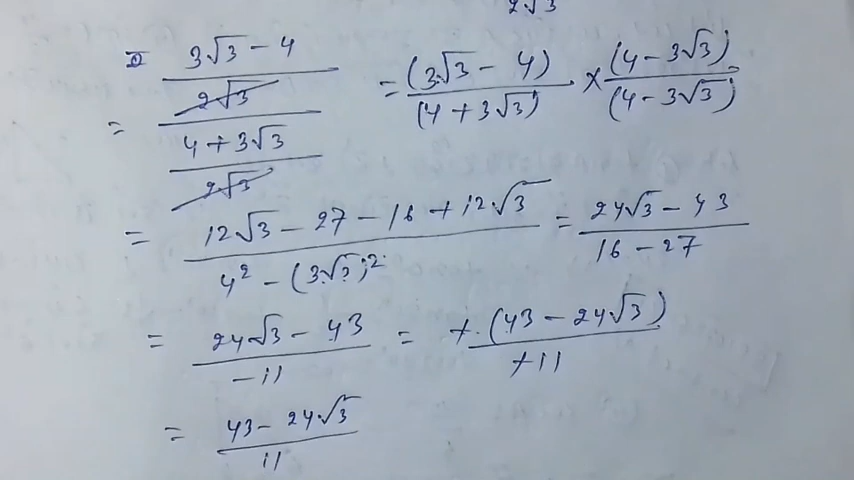 2√3
= (3√3 - 4 / 2√3) / (4 + 3√3 / 2√3) = (3√3 - 4) / (4 + 3√3) × (4 - 3√3) / (4 - 3√3)
= 12√3 - 27 - 16 + 12√3 / 4² - (3√3)² = 24√3 - 43 / 16 - 27
= 24√3 - 43 / -11 = + (43 - 24√3) / +11
= 43 - 24√3 / 11